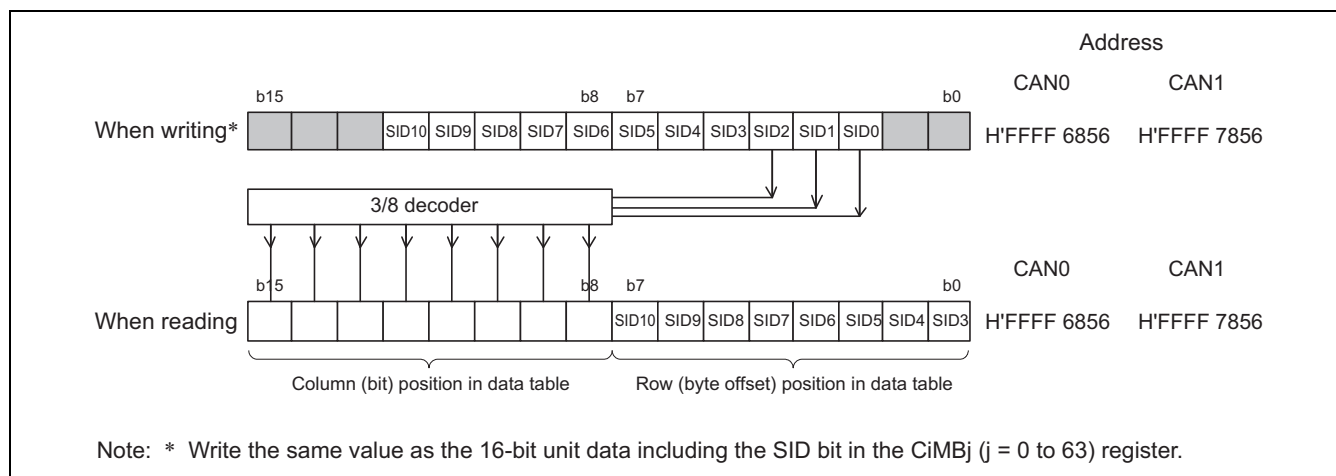 Address
CAN0 CAN1
b15 b8 b7 b0
When writing* SID10 SID9 SID8 SID7 SID6 SID5 SID4 SID3 SID2 SID1 SID0 H'FFFF 6856 H'FFFF 7856
3/8 decoder
CAN0 CAN1
b15 b8 b7 b0
When reading SID10 SID9 SID8 SID7 SID6 SID5 SID4 SID3 H'FFFF 6856 H'FFFF 7856
Column (bit) position in data table Row (byte offset) position in data table
Note: * Write the same value as the 16-bit unit data including the SID bit in the CiMBj (j = 0 to 63) register.